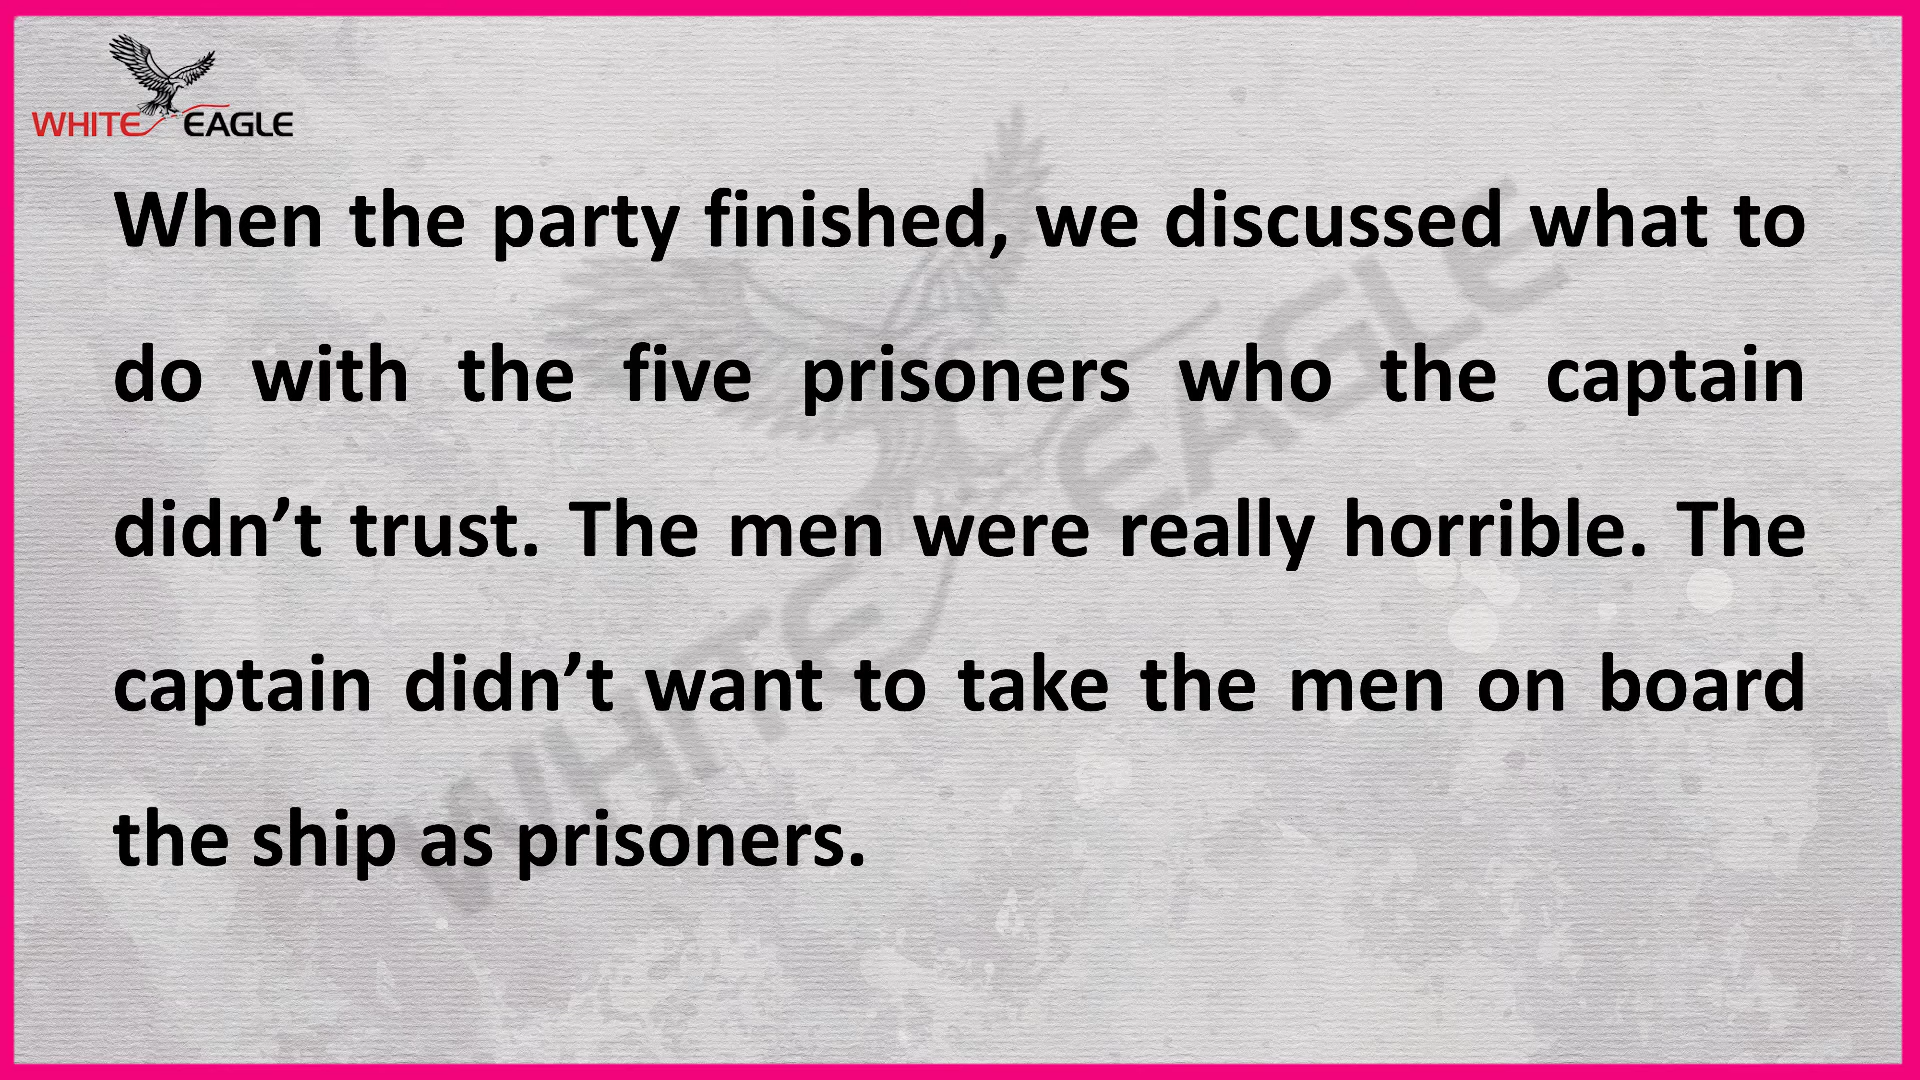 WHITE EAGLE
When the party finished, we discussed what to
do with the five prisoners who the captain
didn’t trust. The men were really horrible. The
captain didn’t want to take the men on board
the ship as prisoners.
WHITE EAGLE